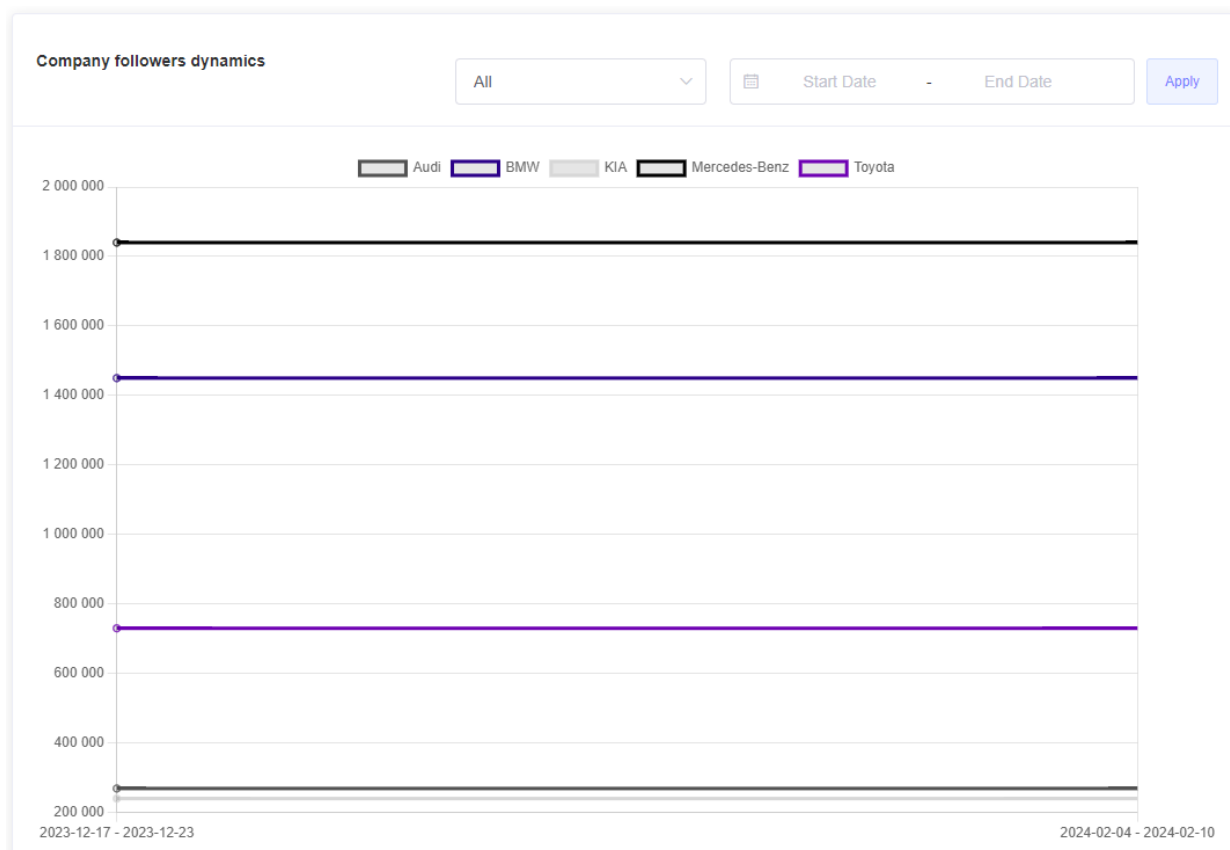 Company followers dynamics
All
Start Date - End Date
Apply
Audi BMW KIA Mercedes-Benz Toyota
2 000 000
1 800 000
1 600 000
1 400 000
1 200 000
1 000 000
800 000
600 000
400 000
200 000
2023-12-17 - 2023-12-23 2024-02-04 - 2024-02-10